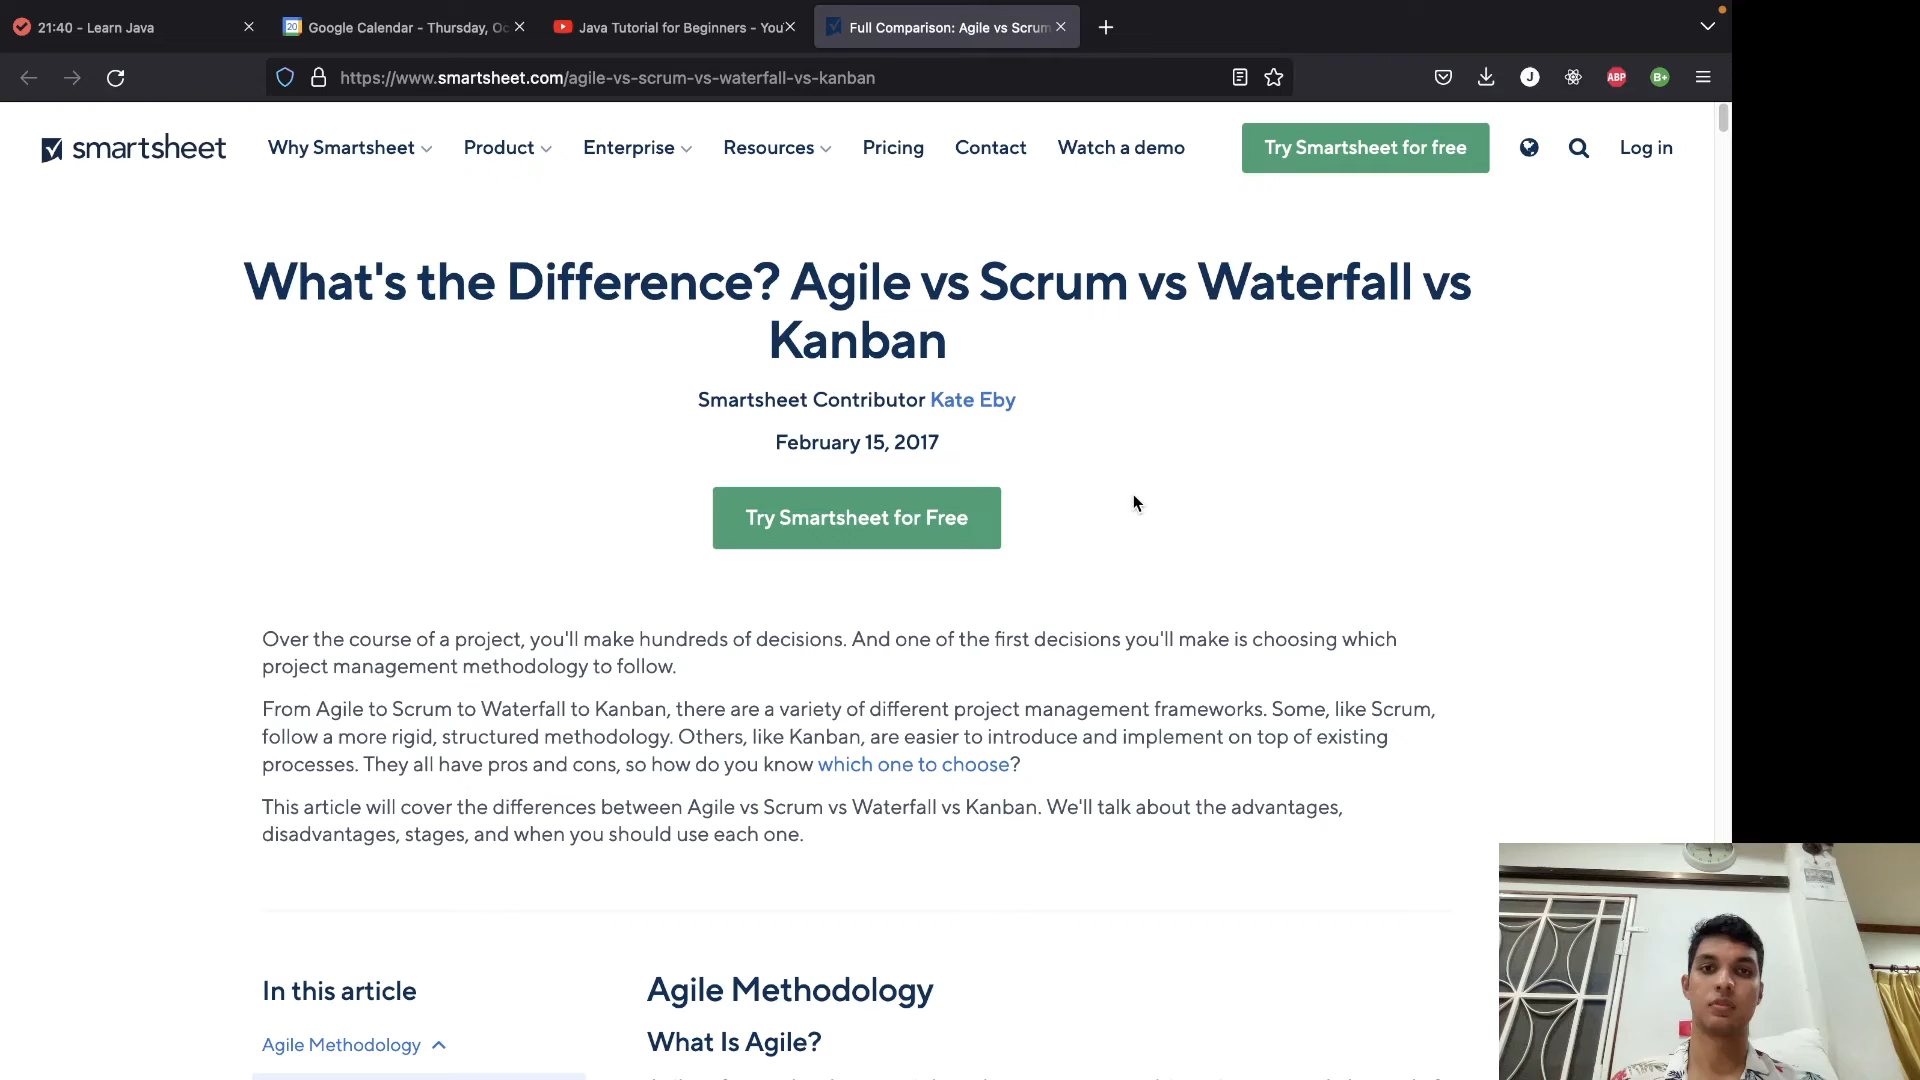 21:40 - Learn Java
Google Calendar - Thursday, Oc
Java Tutorial for Beginners - You
Full Comparison: Agile vs Scrum
https://www.smartsheet.com/agile-vs-scrum-vs-waterfall-vs-kanban
J
ABP
B+
smartsheet
Why Smartsheet
Product
Enterprise
Resources
Pricing
Contact
Watch a demo
Try Smartsheet for free
Log in
What's the Difference? Agile vs Scrum vs Waterfall vs
Kanban
Smartsheet Contributor Kate Eby
February 15, 2017
Try Smartsheet for Free
Over the course of a project, you'll make hundreds of decisions. And one of the first decisions you'll make is choosing which
project management methodology to follow.
From Agile to Scrum to Waterfall to Kanban, there are a variety of different project management frameworks. Some, like Scrum,
follow a more rigid, structured methodology. Others, like Kanban, are easier to introduce and implement on top of existing
processes. They all have pros and cons, so how do you know which one to choose?
This article will cover the differences between Agile vs Scrum vs Waterfall vs Kanban. We'll talk about the advantages,
disadvantages, stages, and when you should use each one.
In this article
Agile Methodology
Agile Methodology
What Is Agile?